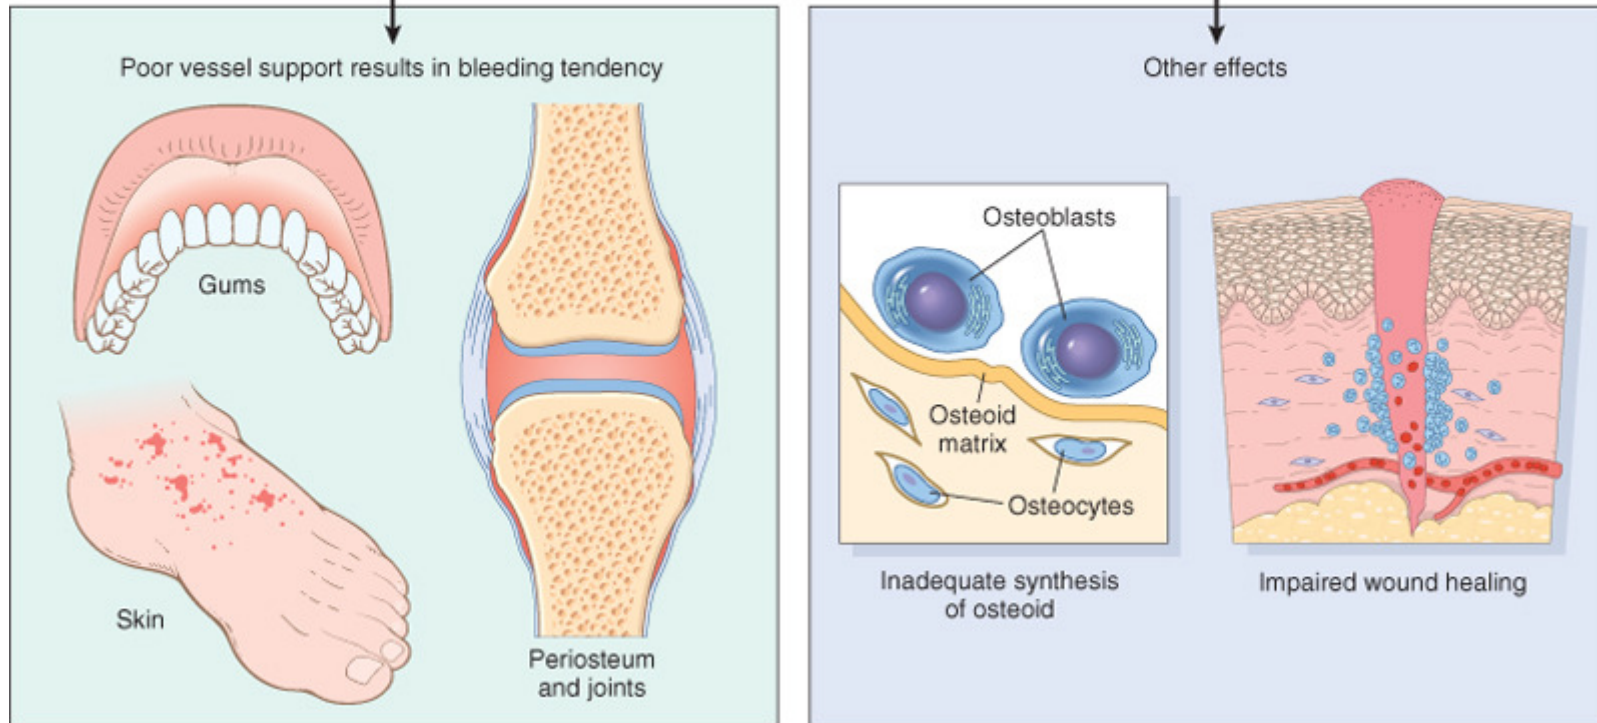 Poor vessel support results in bleeding tendency
Gums
Skin
Periosteum
and joints
Other effects
Osteoblasts
Osteoid
matrix
Osteocytes
Inadequate synthesis
of osteoid
Impaired wound healing